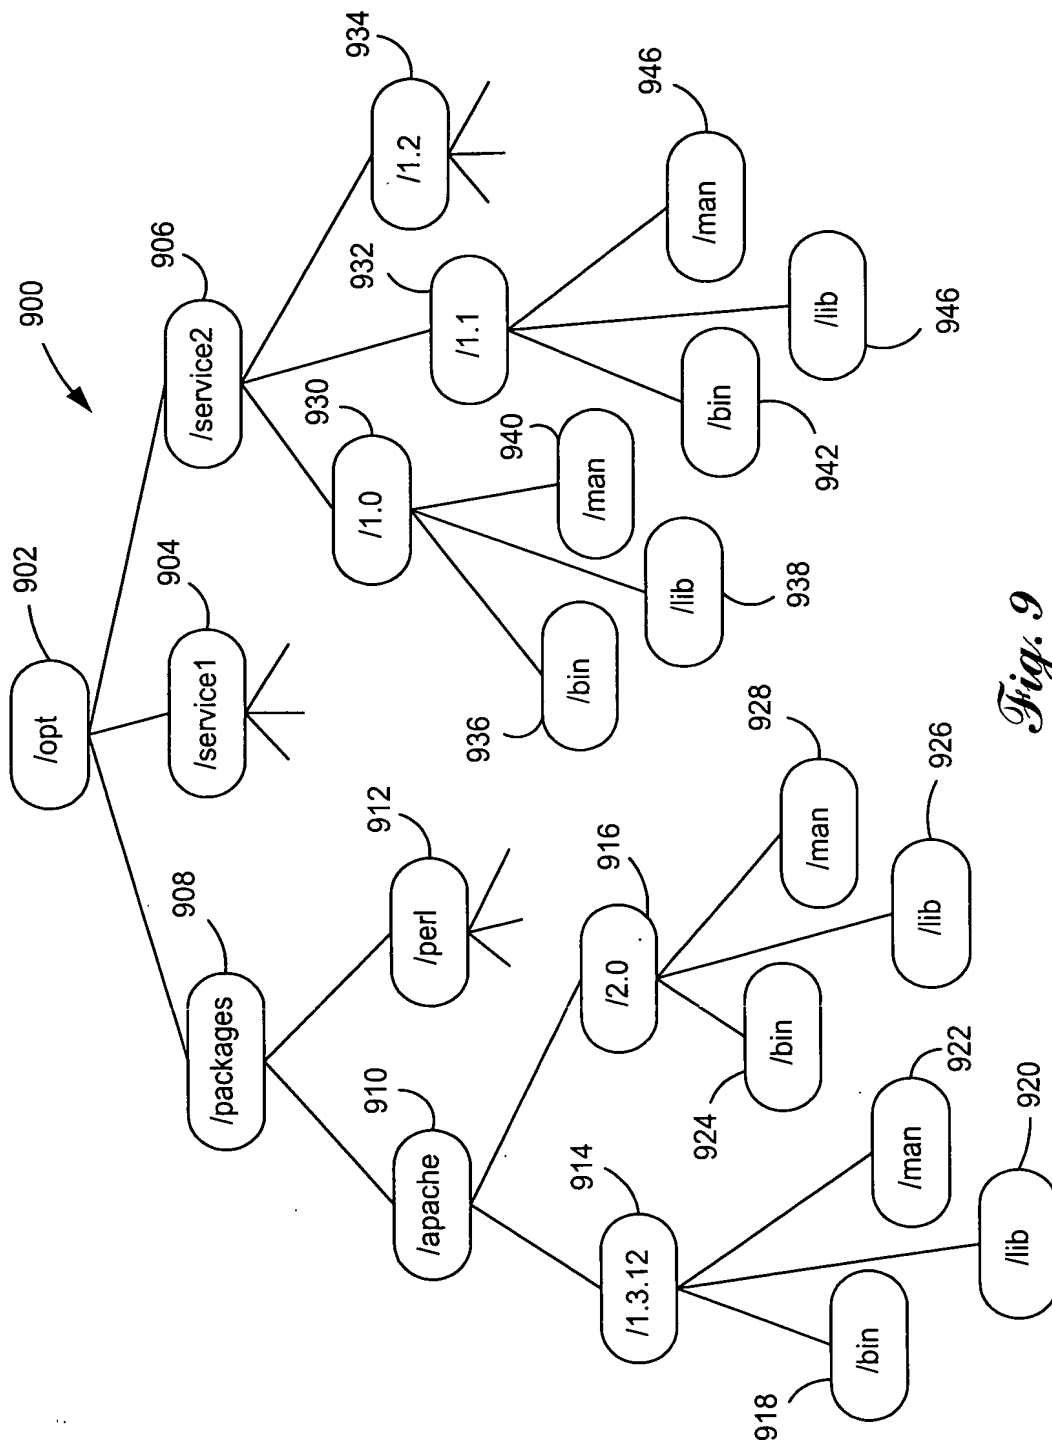 900
902
/opt
908
/packages
904
/service1
906
/service2
910
/apache
912
/perl
930
/1.0
932
/1.1
934
/1.2
914
/1.3.12
916
/2.0
936
/bin
938
/lib
940
/man
942
/bin
946
/lib
946
/man
918
/bin
920
/lib
922
/man
924
/bin
926
/lib
928
/man
Fig. 9